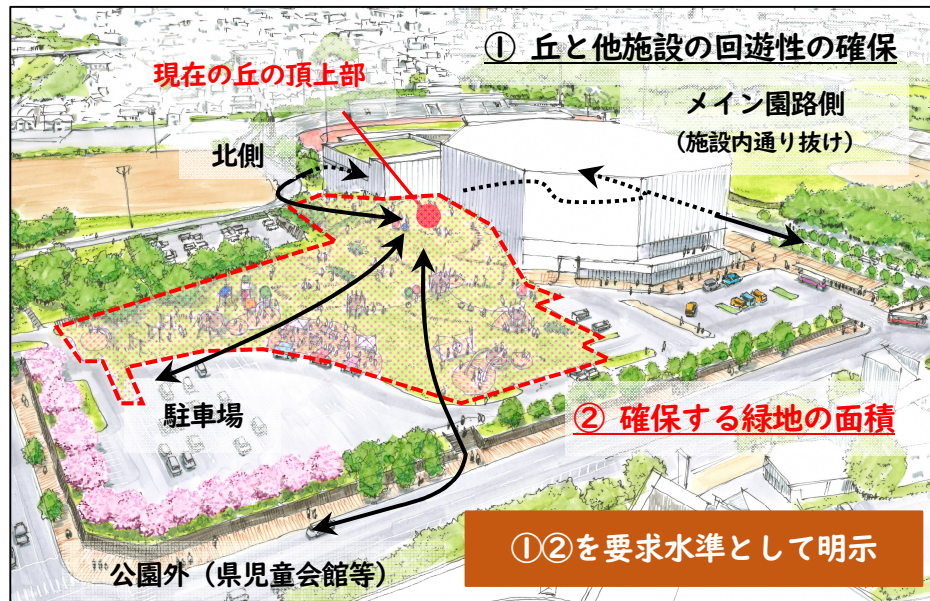 ① 丘と他施設の回遊性の確保
現在の丘の頂上部
メイン園路側
(施設内通り抜け)
北側
駐車場
② 確保する緑地の面積
①②を要求水準として明示
公園外(県児童会館等)